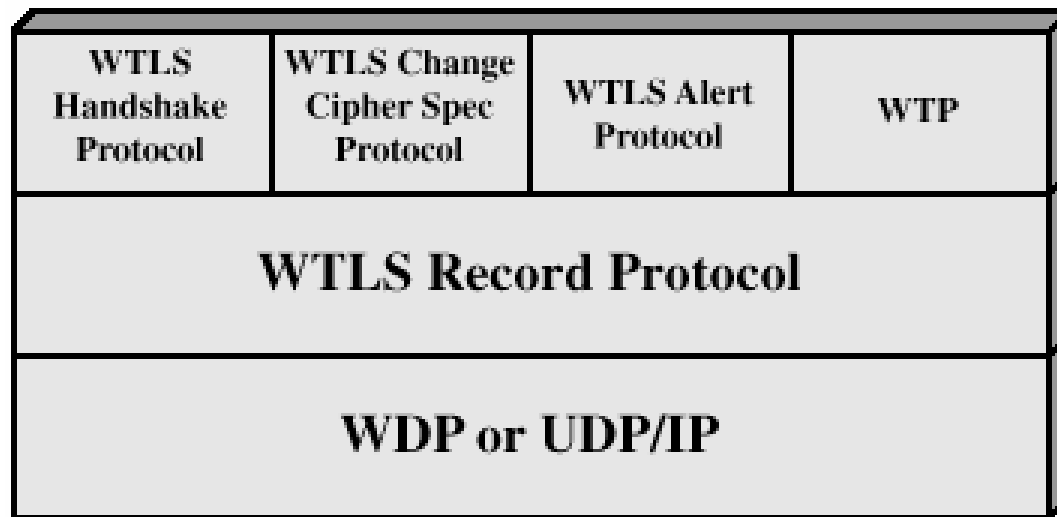 WTLS
Handshake
Protocol
WTLS Change
Cipher Spec
Protocol
WTLS Alert
Protocol
WTP
WTLS Record Protocol
WDP or UDP/IP